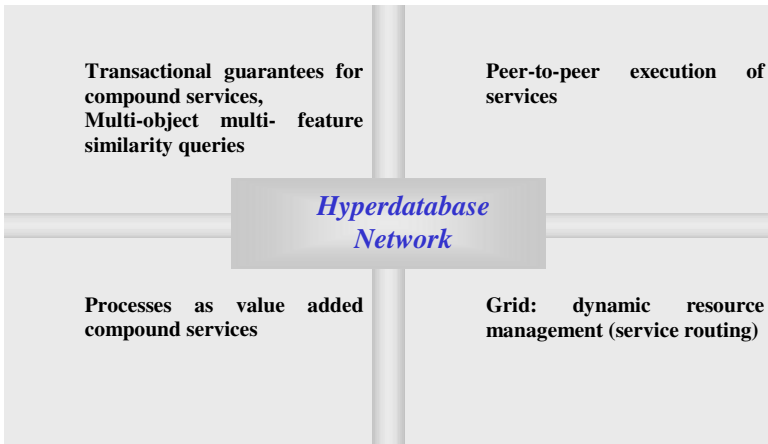 Transactional guarantees for
compound services,
Multi-object multi- feature
similarity queries
Peer-to-peer execution of
services
Hyperdatabase
Network
Processes as value added
compound services
Grid: dynamic resource
management (service routing)